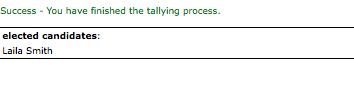 Success - You have finished the tallying process.
elected candidates:
Laila Smith